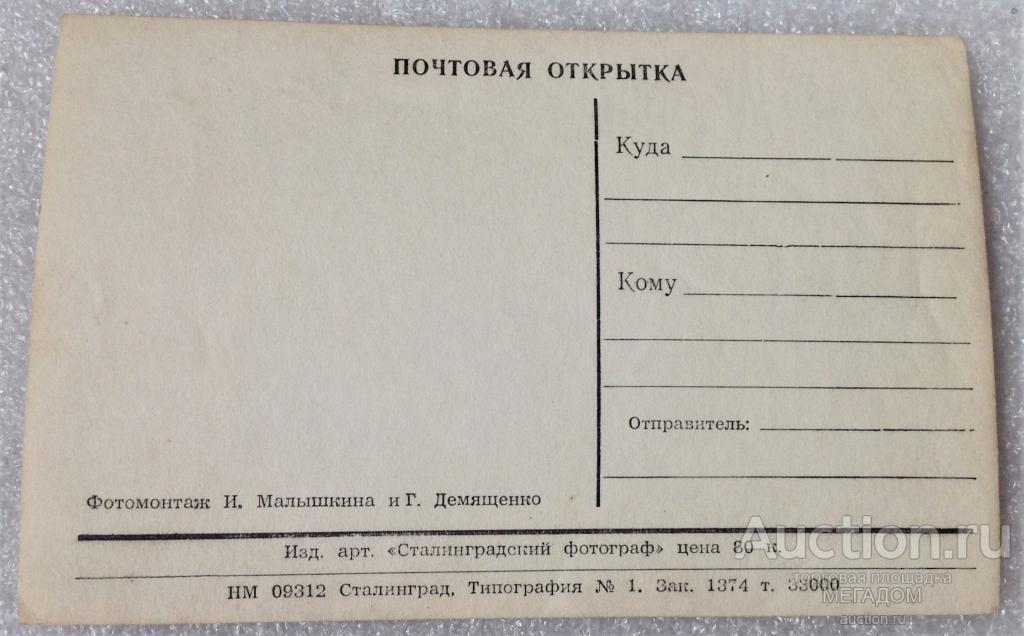 ПОЧТОВАЯ ОТКРЫТКА
Куда
Кому
Отправитель:
Фотомонтаж И. Малышкина и Г. Демященко
Изд. арт. «Сталинградский фотограф» цена 80 к.
НМ 09312 Сталинград, Типография № 1. Зак. 1374 т. 33000
Auction.ru
торговая площадка
МЕГАДОМ
auction.ru